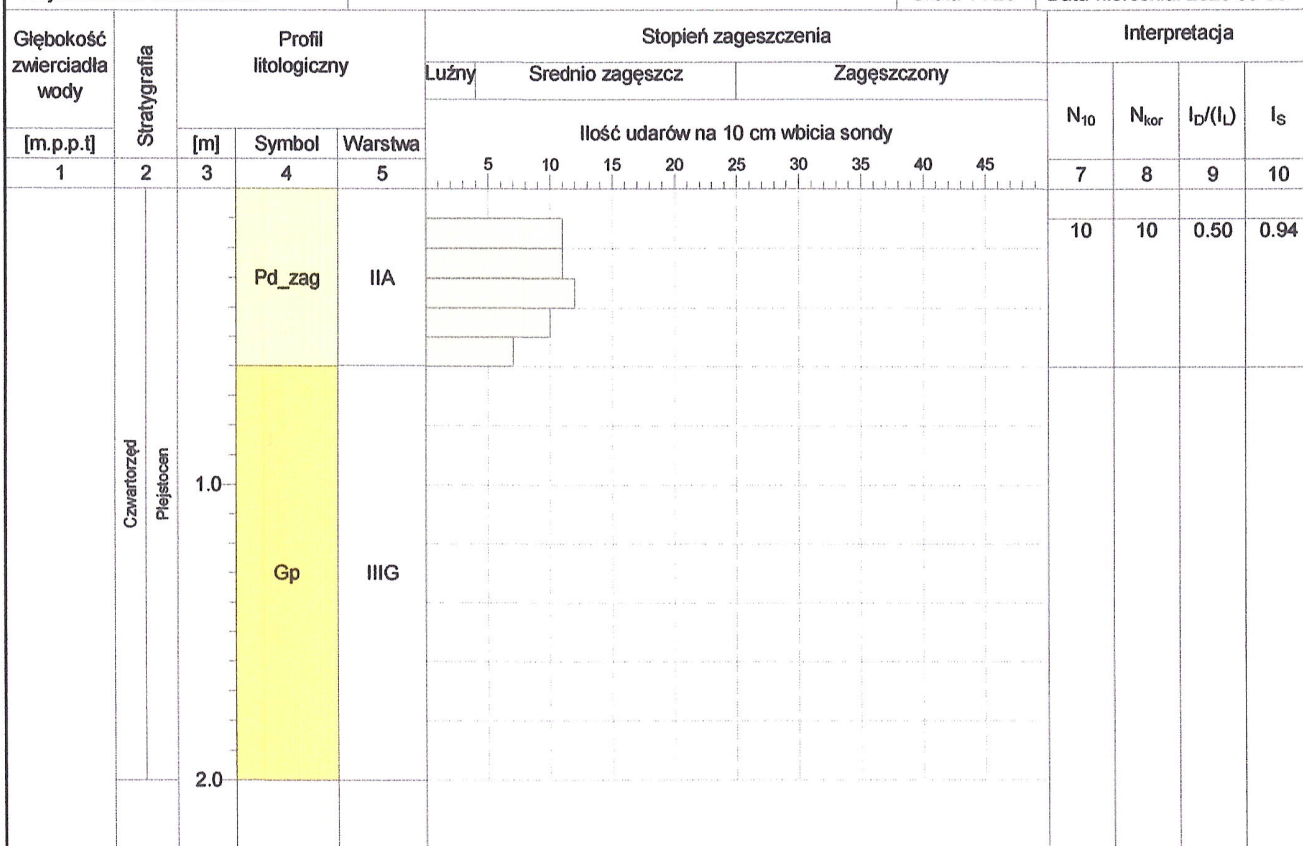 Głębokość zwierciadła wody
Stratygrafia
Profil litologiczny
Stopień zageszczenia
Interpretacja
Luźny
Srednio zagęszcz
Zagęszczony
N10
Nkor
ID/(IL)
IS
[m.p.p.t]
[m]
Symbol
Warstwa
Ilość udarów na 10 cm wbicia sondy
5 10 15 20 25 30 35 40 45
1 2 3 4 5 7 8 9 10
10 10 0.50 0.94
Pd_zag IIA
Czwartorzęd
Plejstocen
1.0
Gp IIIG
2.0